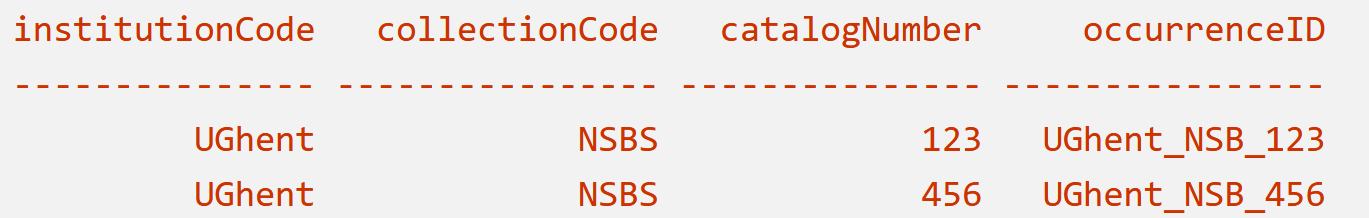 institutionCode collectionCode catalogNumber occurrenceID
--------------- ---------------- --------------- ----------------
UGhent NSBS 123 UGhent_NSB_123
UGhent NSBS 456 UGhent_NSB_456